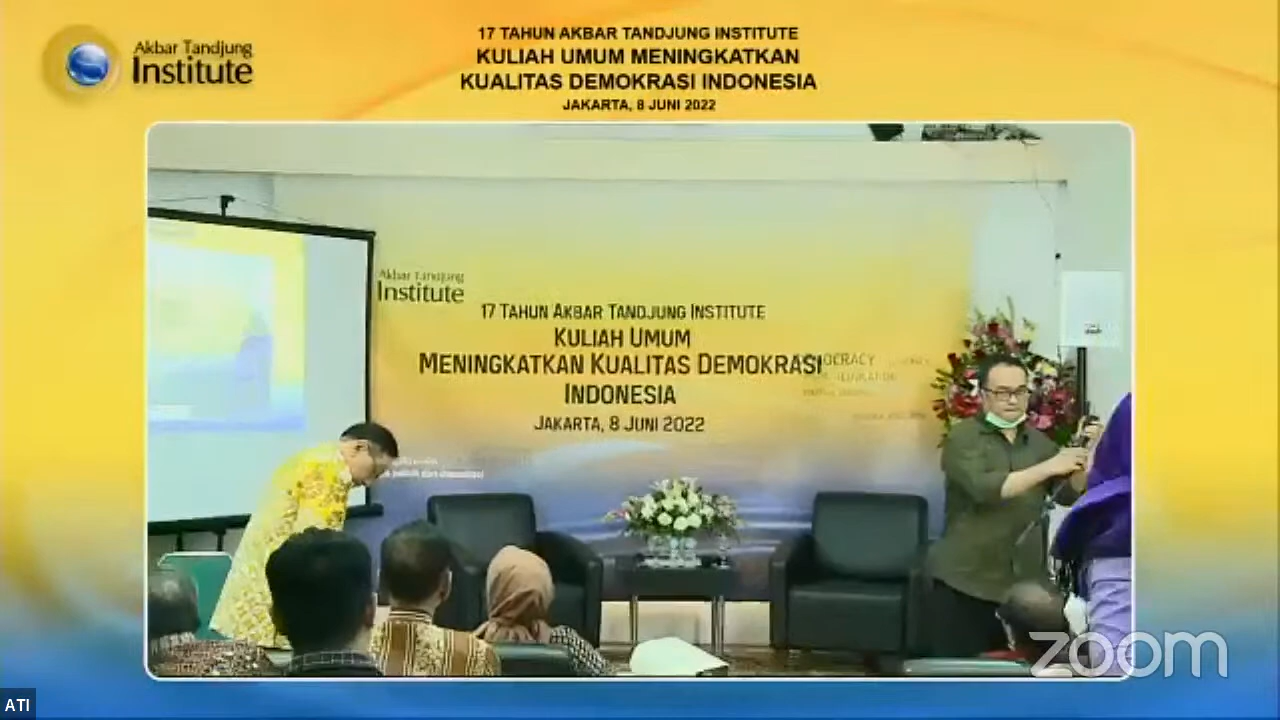 Akbar Tandjung
Institute
17 TAHUN AKBAR TANDJUNG INSTITUTE
KULIAH UMUM MENINGKATKAN
KUALITAS DEMOKRASI INDONESIA
JAKARTA, 8 JUNI 2022
Akbar Tandjung
Institute
17 TAHUN AKBAR TANDJUNG INSTITUTE
KULIAH UMUM
MENINGKATKAN KUALITAS DEMOKRASI
INDONESIA
JAKARTA, 8 JUNI 2022
zoom
ATI